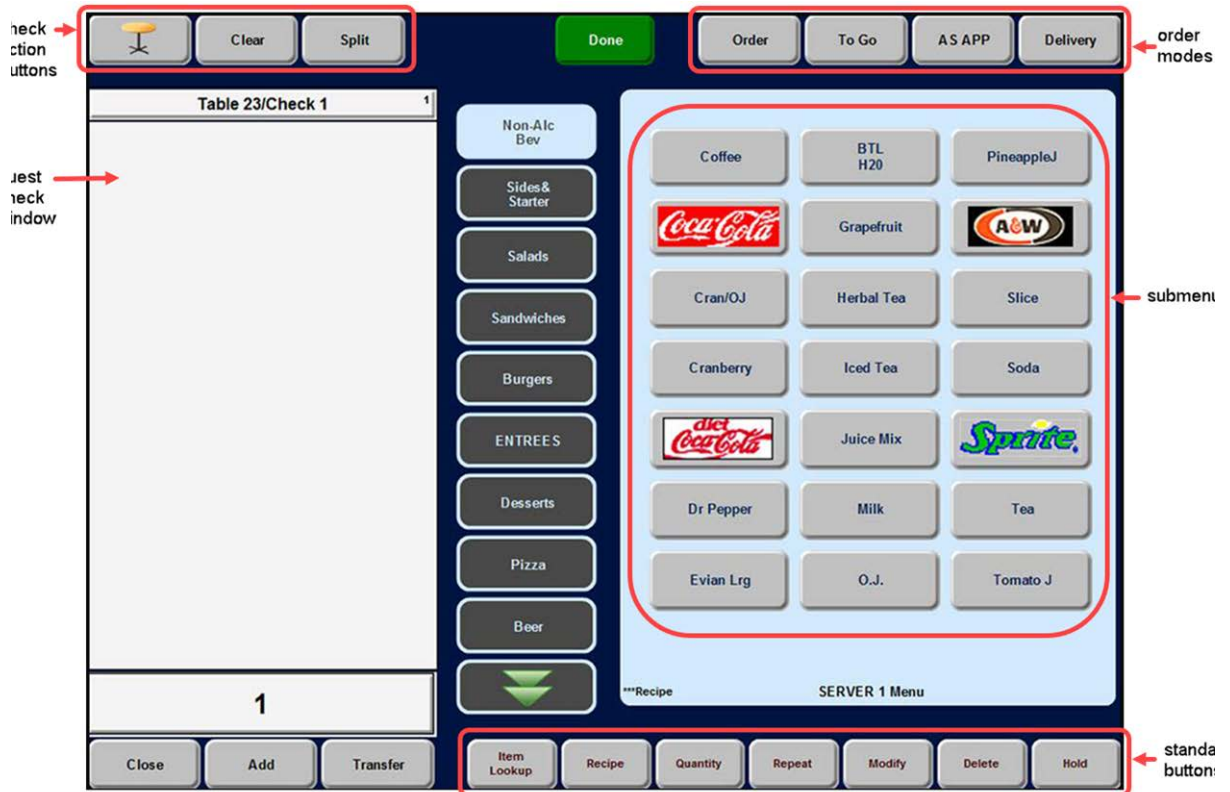 heck
ction
uttons
Clear
Split
Done
Order
To Go
AS APP
Delivery
order
modes
Table 23/Check 1
1
uest
heck
indow
Non-Alc
Bev
Sides&
Starter
Salads
Sandwiches
Burgers
ENTREES
Desserts
Pizza
Beer
Coffee
BTL
H20
PineappleJ
Coca-Cola
Grapefruit
A&W
Cran/OJ
Herbal Tea
Slice
Cranberry
Iced Tea
Soda
diet
Coca-Cola
Juice Mix
Sprite
Dr Pepper
Milk
Tea
Evian Lrg
O.J.
Tomato J
submenu
***Recipe
SERVER 1 Menu
1
Close
Add
Transfer
Item
Lookup
Recipe
Quantity
Repeat
Modify
Delete
Hold
standa
buttons